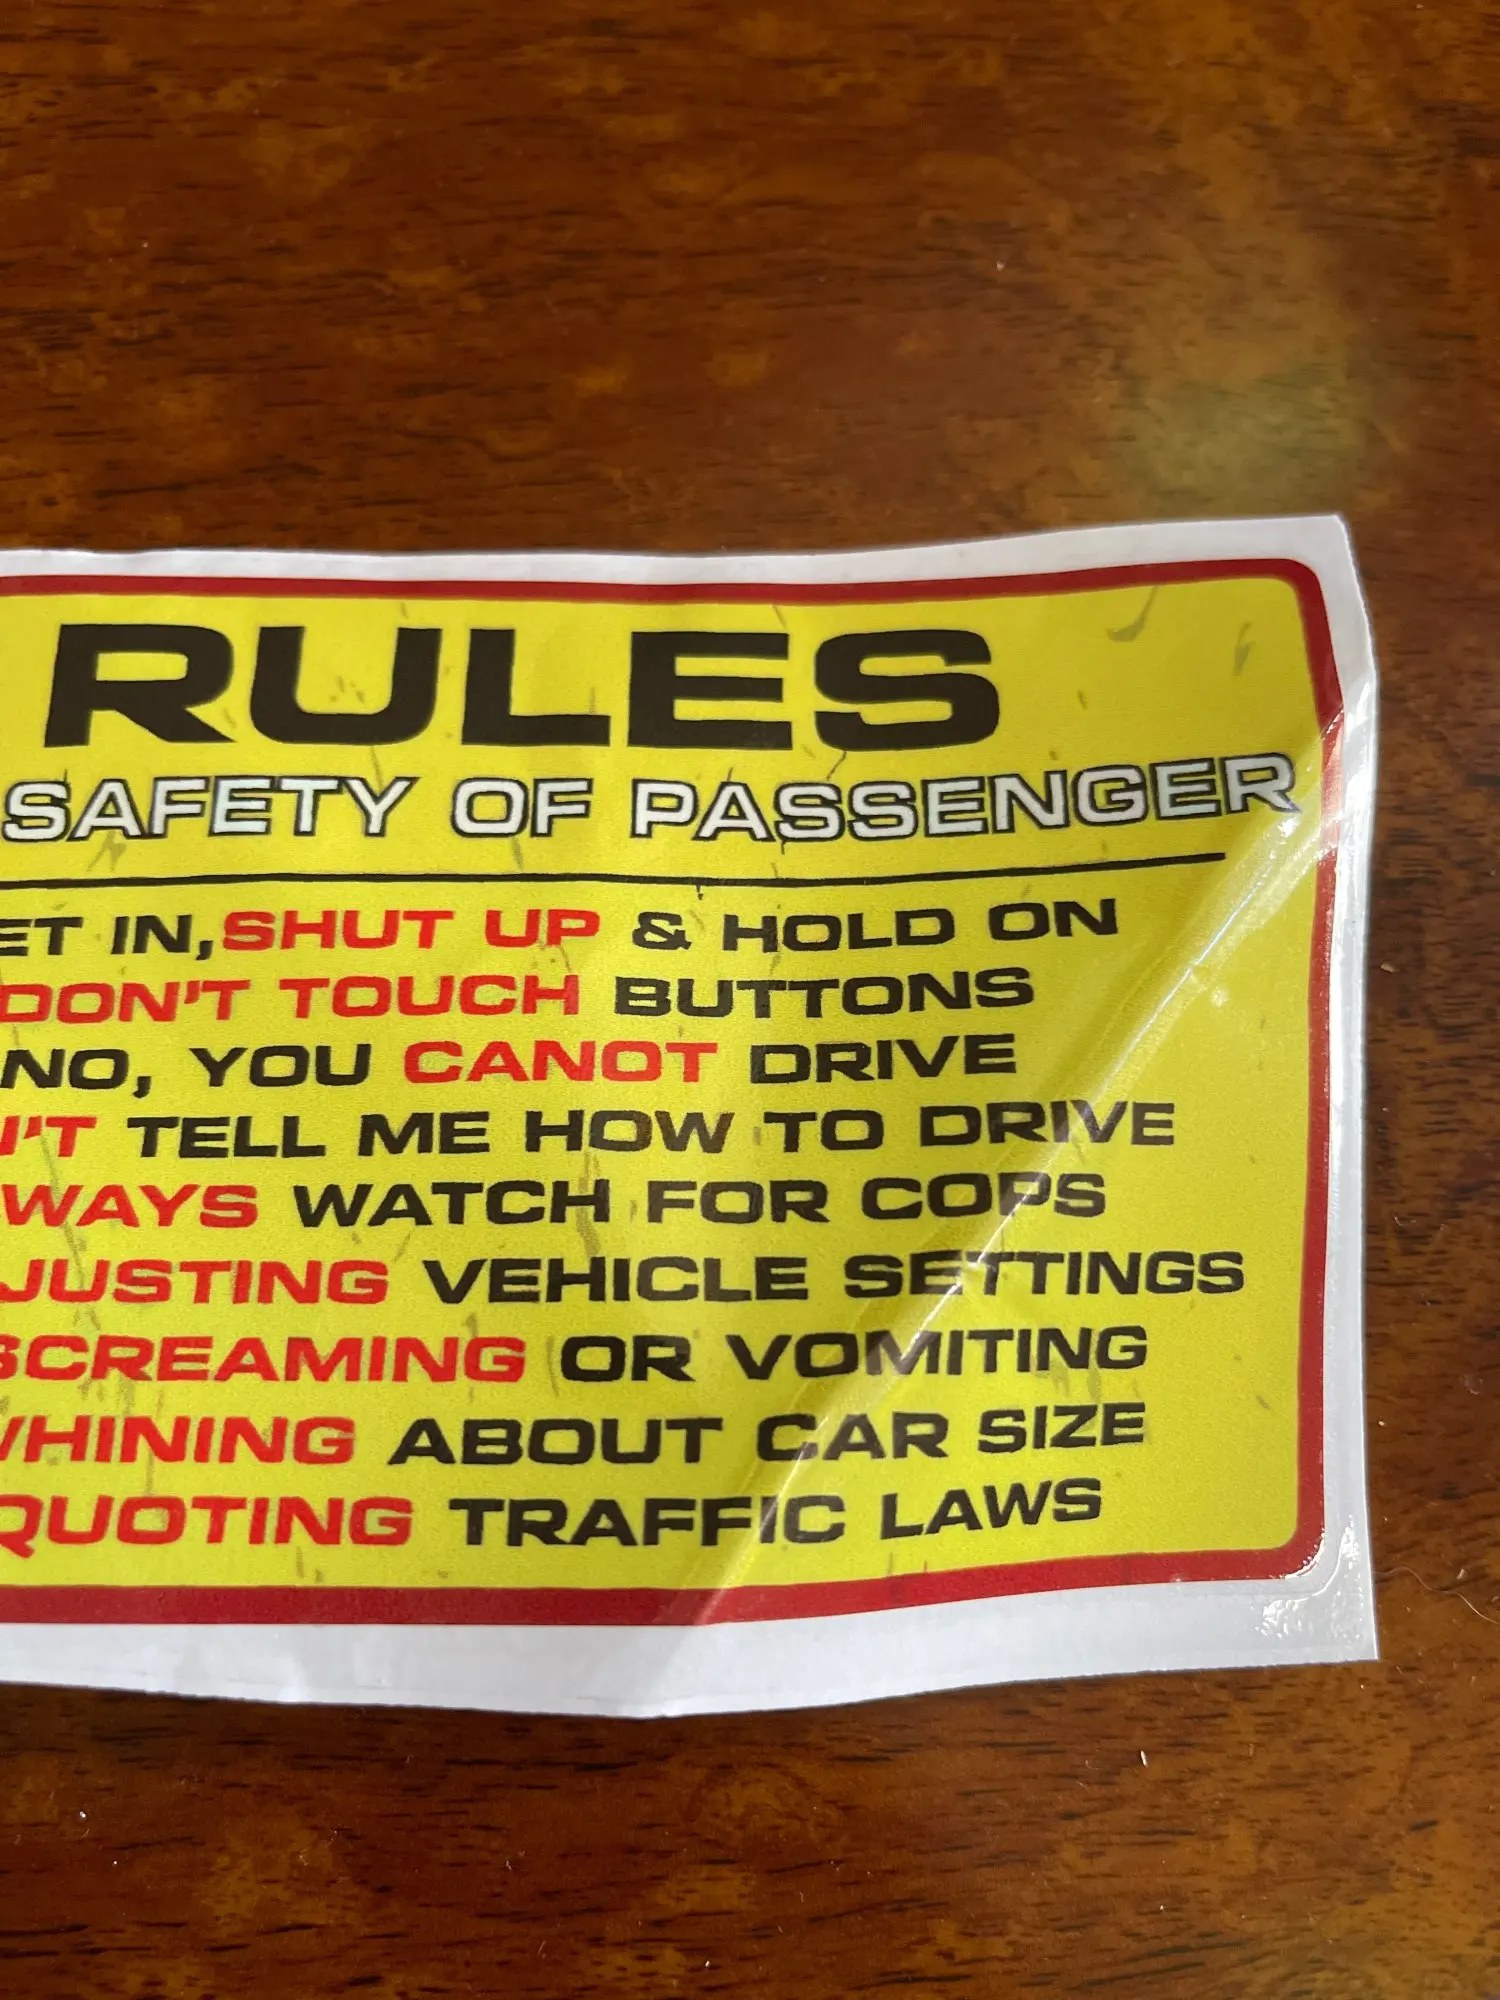 RULES
SAFETY OF PASSENGER
ET IN, SHUT UP & HOLD ON
DON'T TOUCH BUTTONS
NO, YOU CANOT DRIVE
'T TELL ME HOW TO DRIVE
WAYS WATCH FOR COPS
JUSTING VEHICLE SETTINGS
SCREAMING OR VOMITING
WHINING ABOUT CAR SIZE
QUOTING TRAFFIC LAWS